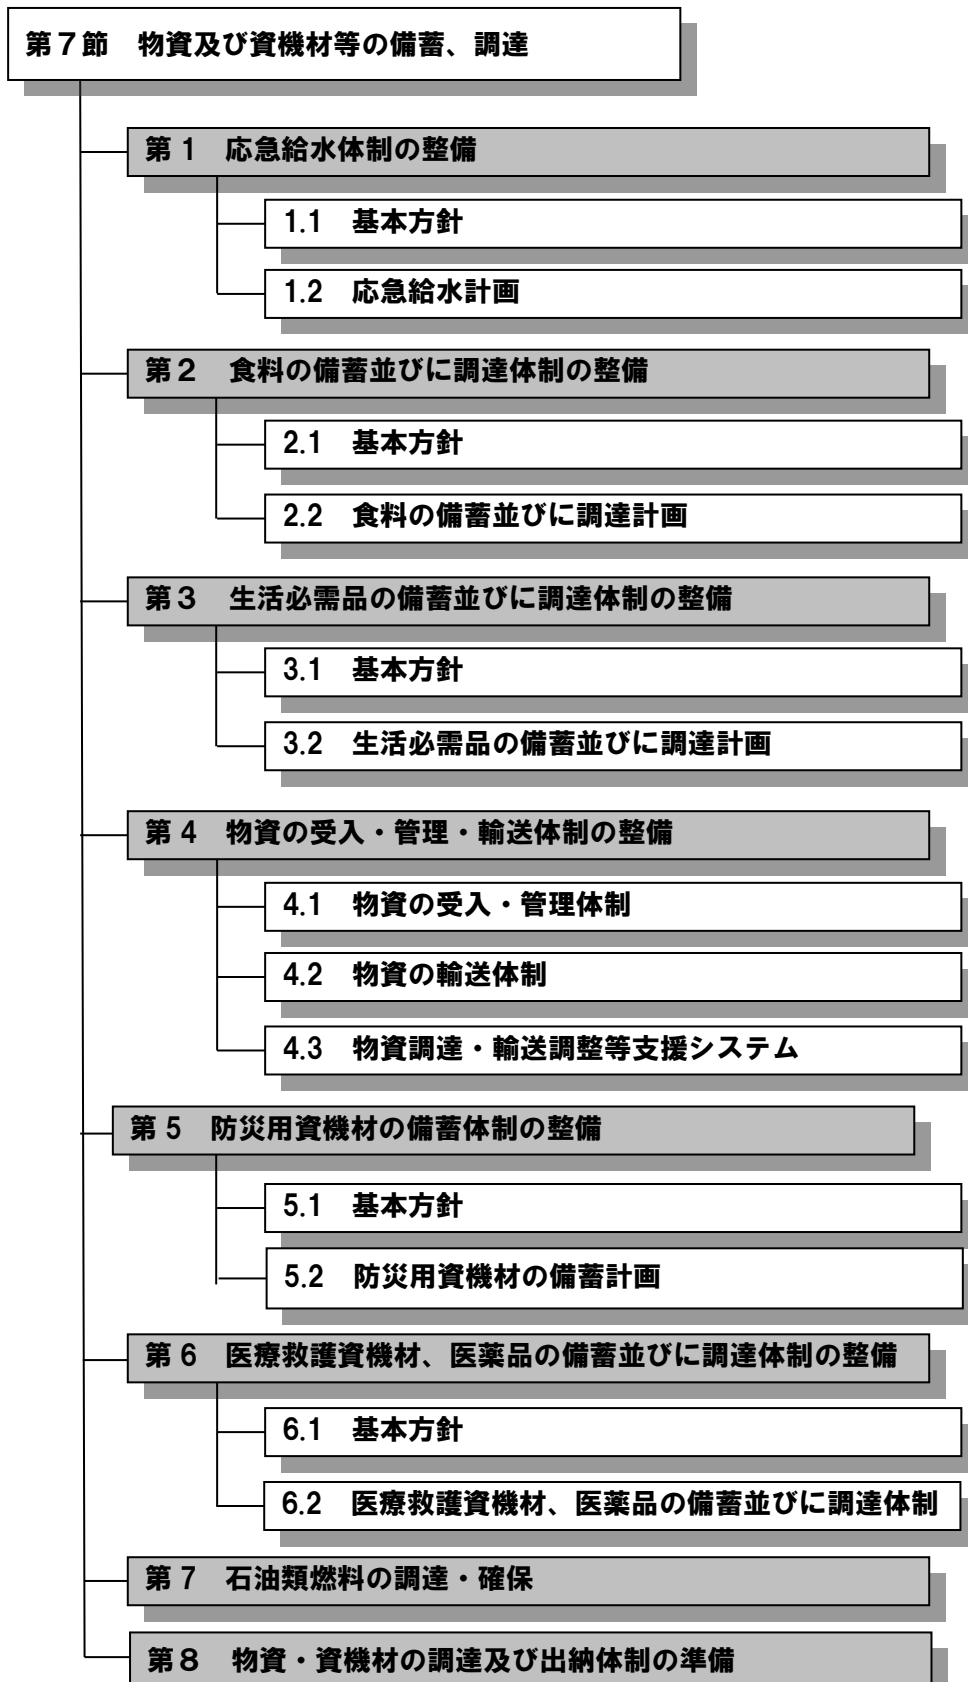 第７節　物資及び資機材等の備蓄、調達
第 1　応急給水体制の整備
1.1　基本方針
1.2　応急給水計画
第２　食料の備蓄並びに調達体制の整備
2.1　基本方針
2.2　食料の備蓄並びに調達計画
第３　生活必需品の備蓄並びに調達体制の整備
3.1　基本方針
3.2　生活必需品の備蓄並びに調達計画
第 4　物資の受入・管理・輸送体制の整備
4.1　物資の受入・管理体制
4.2　物資の輸送体制
4.3　物資調達・輸送調整等支援システム
第 5　防災用資機材の備蓄体制の整備
5.1　基本方針
5.2　防災用資機材の備蓄計画
第 6　医療救護資機材、医薬品の備蓄並びに調達体制の整備
6.1　基本方針
6.2　医療救護資機材、医薬品の備蓄並びに調達体制
第 7　石油類燃料の調達・確保
第８　物資・資機材の調達及び出納体制の準備